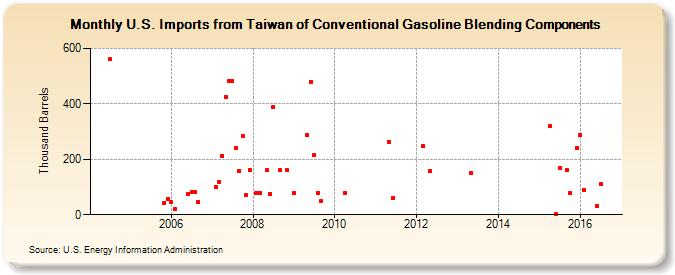 Monthly U.S. Imports from Taiwan of Conventional Gasoline Blending Components
Thousand Barrels
600
400
200
0
2006 2008 2010 2012 2014 2016
Source: U.S. Energy Information Administration